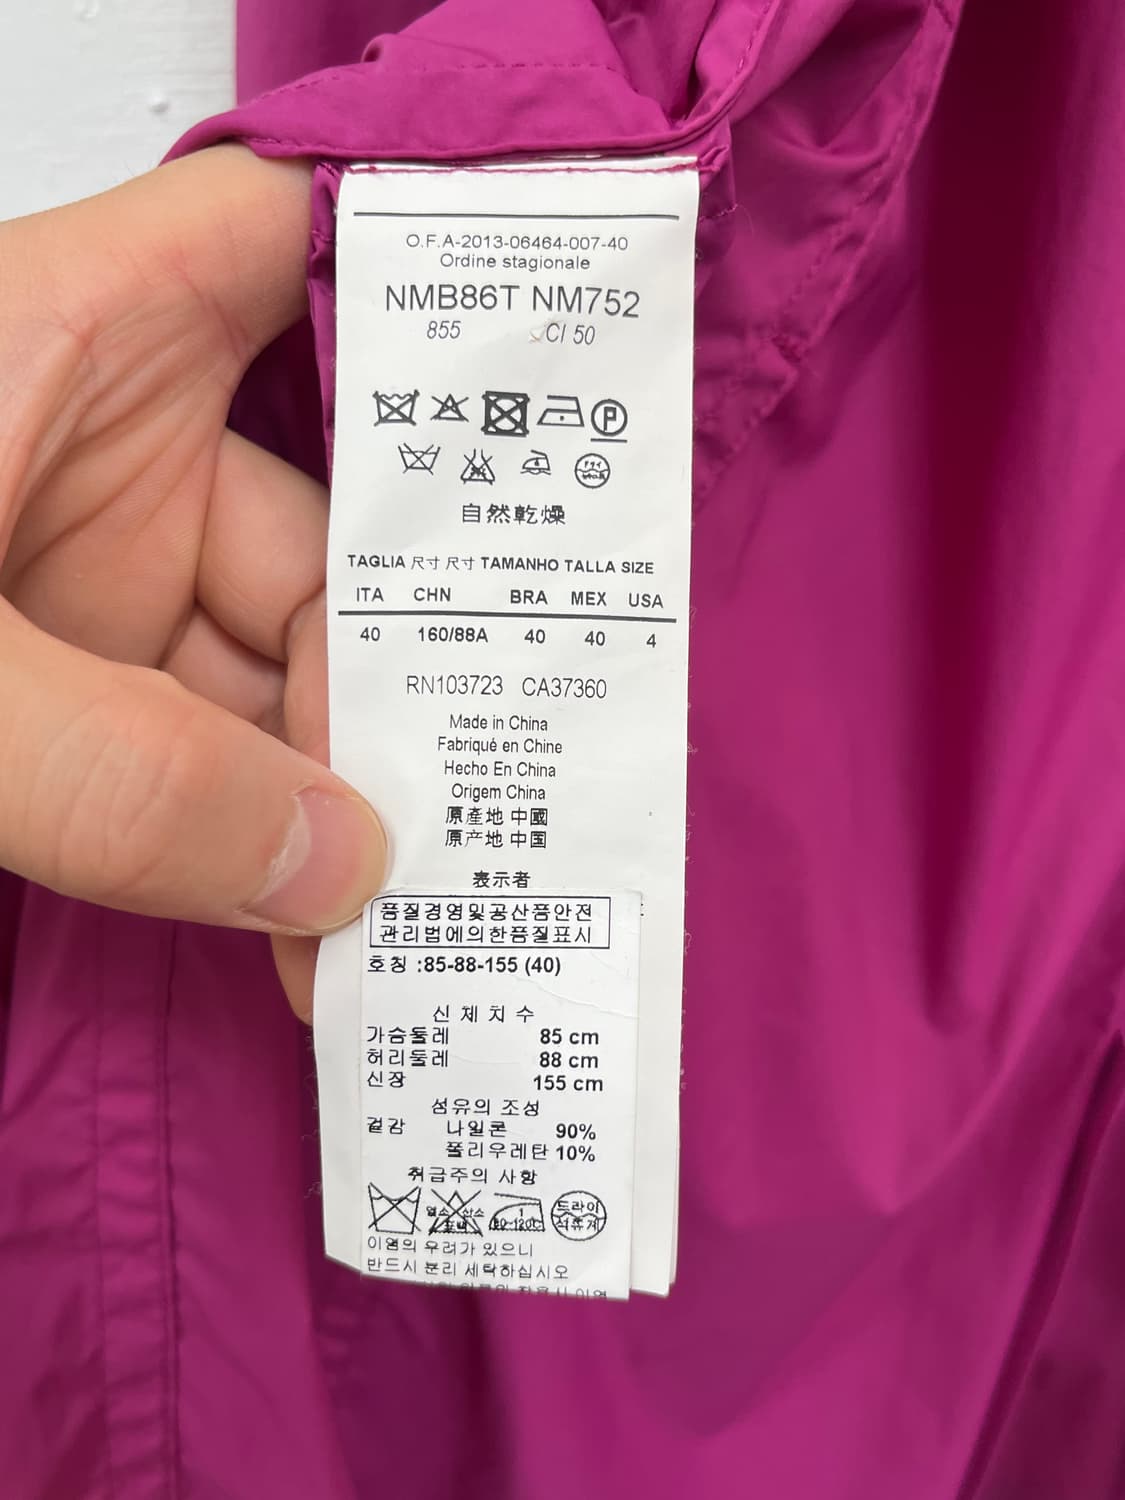 O.F.A-2013-06464-007-40
Ordine stagionale
NMB86T NM752
855 CI 50
P
自然乾燥
TAGLIA 尺寸 尺寸 TAMANHO TALLA SIZE
ITA CHN BRA MEX USA
40 160/88A 40 40 4
RN103723 CA37360
Made in China
Fabriqué en Chine
Hecho En China
Origem China
原產地 中國
原产地 中国
表示者
품질경영및공산품안전
관리법에의한품질표시
호칭 :85-88-155 (40)
신 체 치 수
가슴둘레 85 cm
허리둘레 88 cm
신장 155 cm
섬유의 조성
겉감 나일론 90%
폴리우레탄 10%
취급주의 사항
드라이
이염의 우려가 있으니
반드시 분리 세탁하십시오